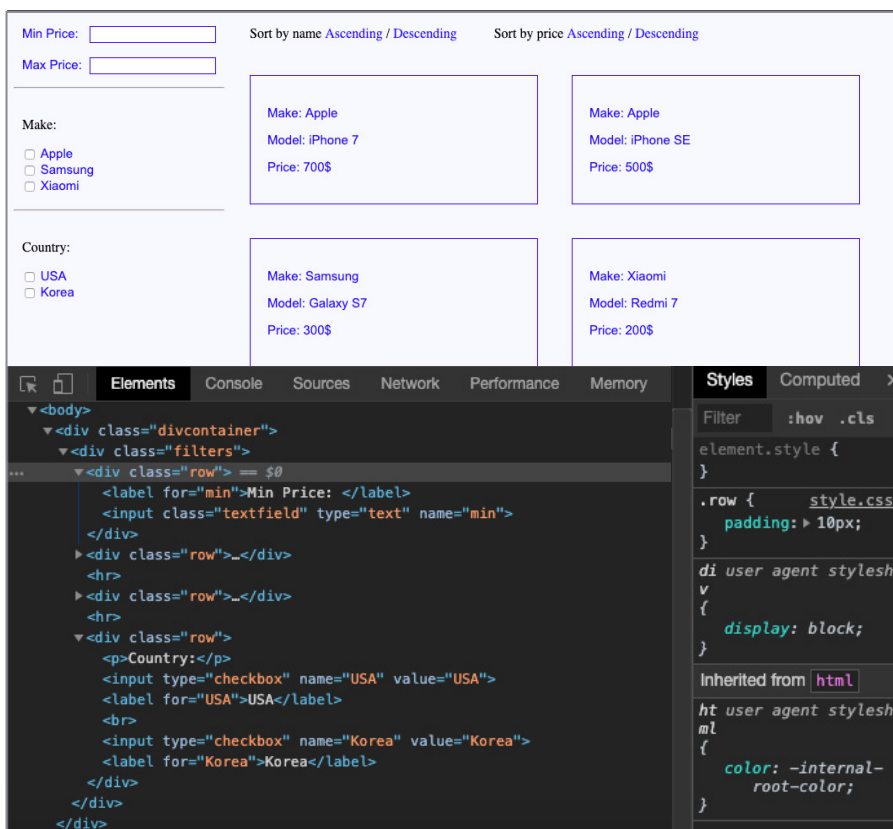 Min Price:
Max Price:
Make:
Apple
Samsung
Xiaomi
Country:
USA
Korea
Sort by name Ascending / Descending
Sort by price Ascending / Descending
Make: Apple
Model: iPhone 7
Price: 700$
Make: Apple
Model: iPhone SE
Price: 500$
Make: Samsung
Model: Galaxy S7
Price: 300$
Make: Xiaomi
Model: Redmi 7
Price: 200$
Elements Console Sources Network Performance Memory
▼<body>
▼<div class="divcontainer">
▼<div class="filters">
… ▼<div class="row"> == $0
<label for="min">Min Price: </label>
<input class="textfield" type="text" name="min">
</div>
▶<div class="row">…</div>
<hr>
▶<div class="row">…</div>
<hr>
▼<div class="row">
<p>Country:</p>
<input type="checkbox" name="USA" value="USA">
<label for="USA">USA</label>
<br>
<input type="checkbox" name="Korea" value="Korea">
<label for="Korea">Korea</label>
</div>
</div>
</div>
Styles Computed
Filter :hov .cls
element.style {
}
.row { style.css
padding: ▶ 10px;
}
di user agent stylesh
v
{
display: block;
}
Inherited from html
ht user agent stylesh
ml
{
color: -internal-
root-color;
}